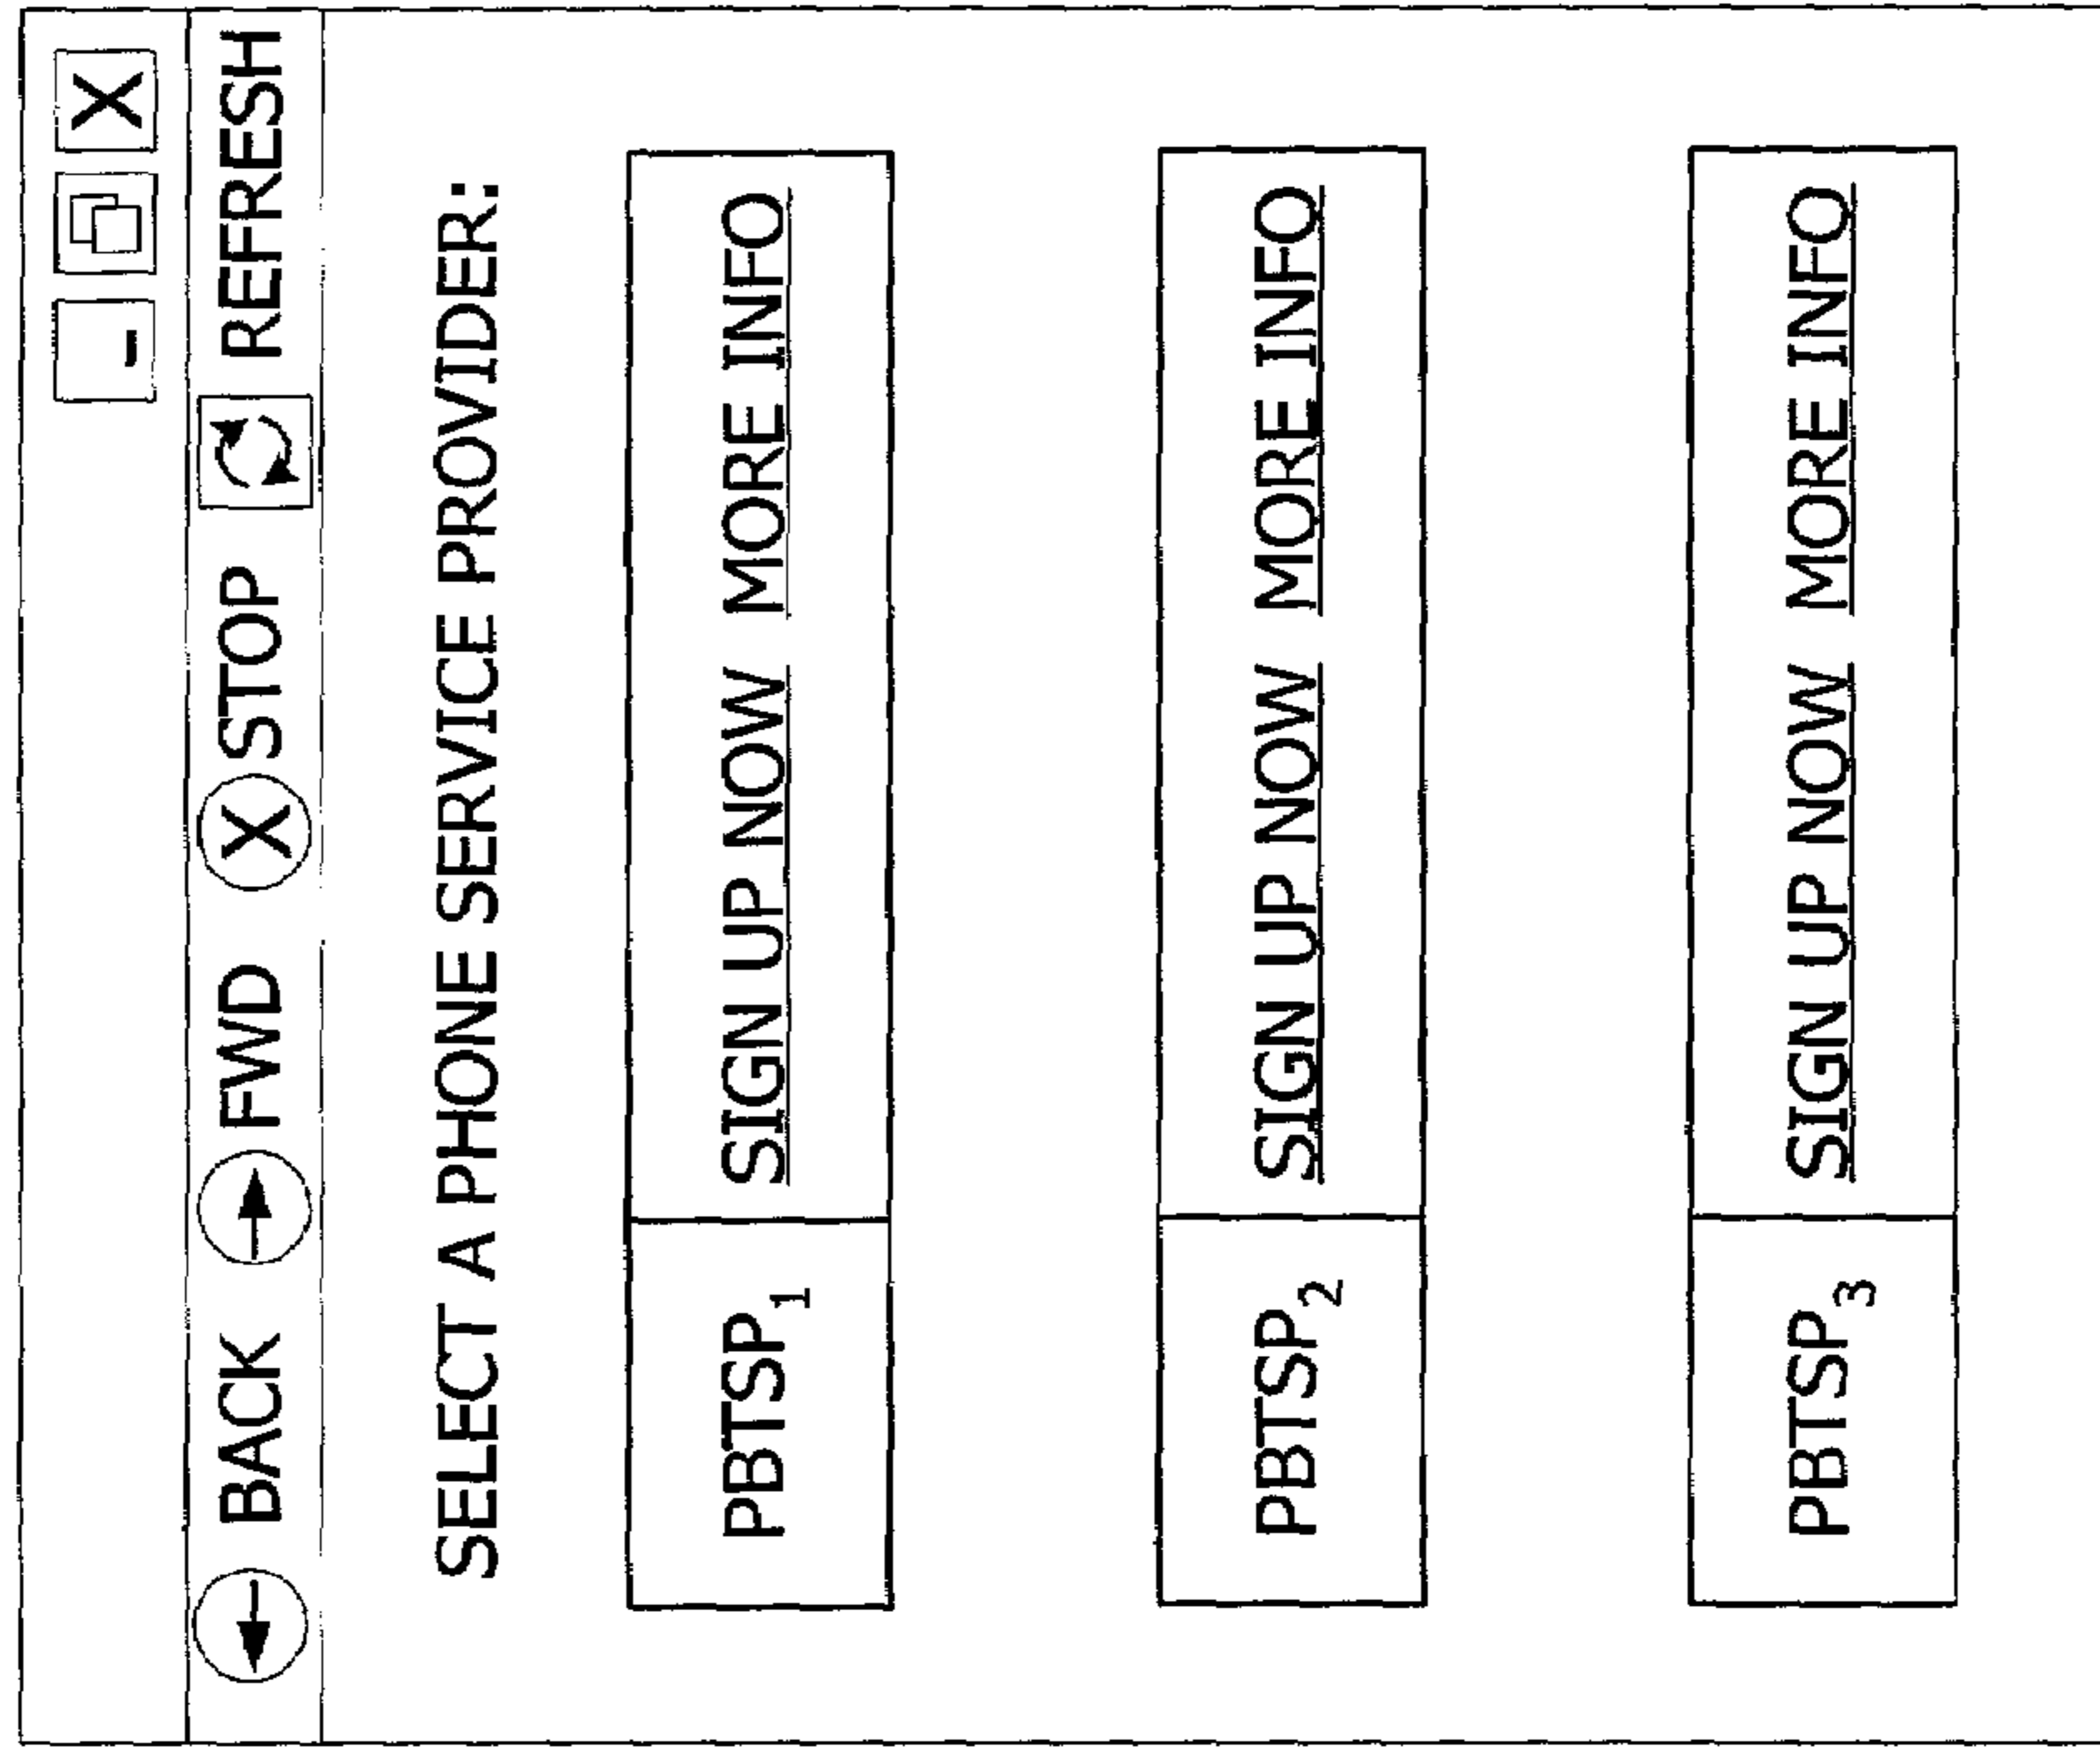 - X
BACK FWD X STOP REFRESH
SELECT A PHONE SERVICE PROVIDER:
PBTSP₁ SIGN UP NOW MORE INFO
PBTSP₂ SIGN UP NOW MORE INFO
PBTSP₃ SIGN UP NOW MORE INFO